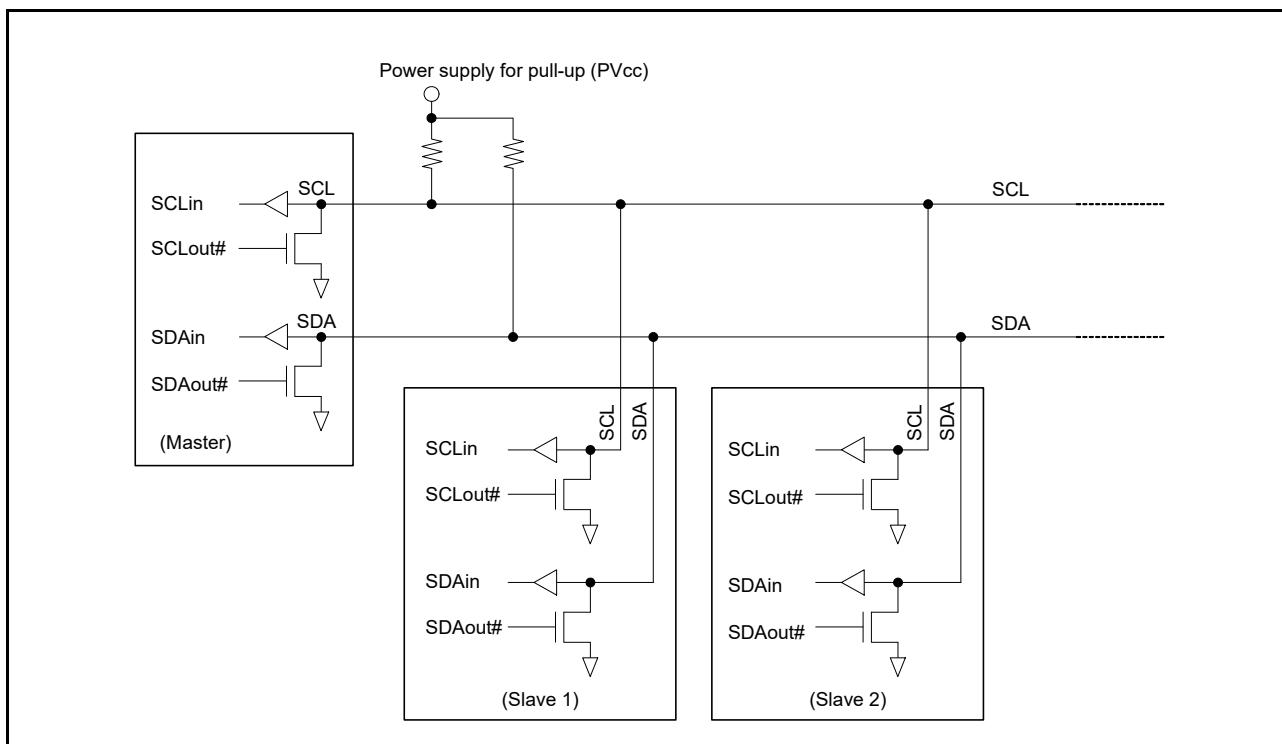 Power supply for pull-up (PVcc)
SCL
SCLin
SCLout#
SDA
SDAin
SDAout#
(Master)
SCL
SDA
SCL
SDA
SCLin
SCLout#
SDAin
SDAout#
(Slave 1)
SCL
SDA
SCLin
SCLout#
SDAin
SDAout#
(Slave 2)